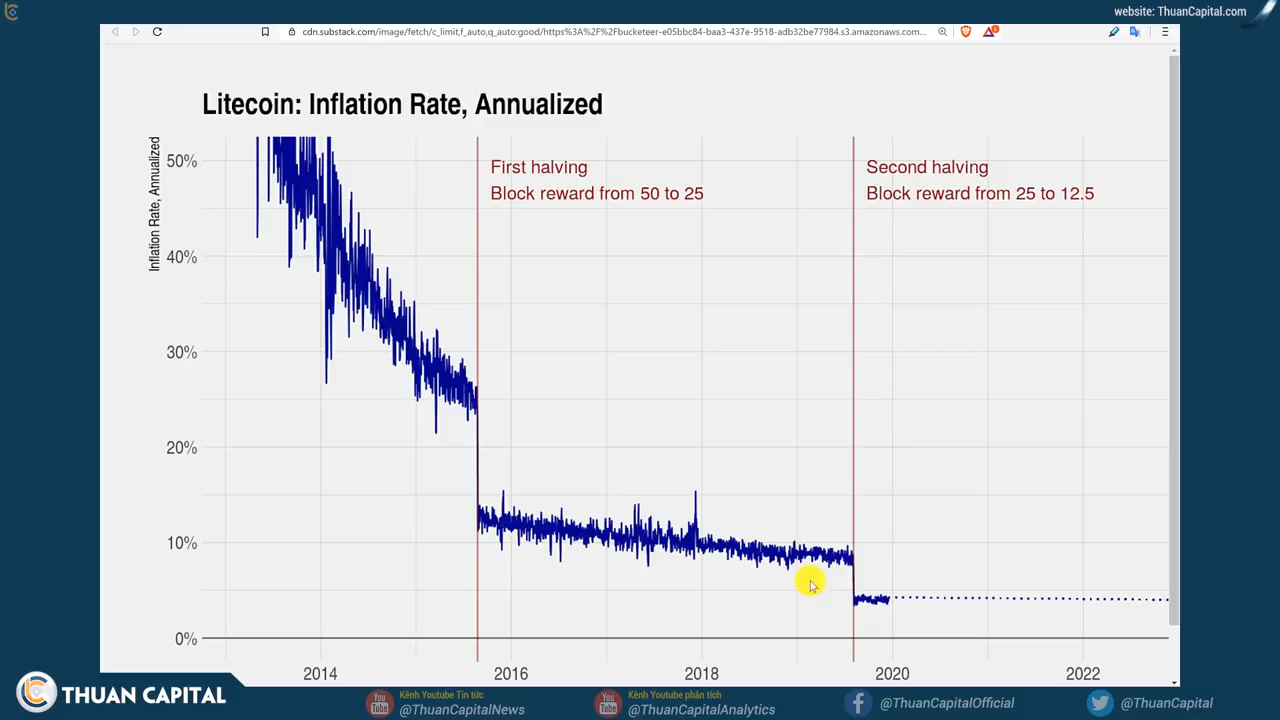 website: ThuanCapital.com
cdn.substack.com/image/fetch/c_limit,f_auto,q_auto:good/https%3A%2F%2Fbucketeer-e05bbc84-baa3-437e-9518-adb32be77984.s3.amazonaws.com...
Litecoin: Inflation Rate, Annualized
Inflation Rate, Annualized
50%
40%
30%
20%
10%
0%
First halving
Block reward from 50 to 25
Second halving
Block reward from 25 to 12.5
2014
2016
2018
2020
2022
THUAN CAPITAL
You
Kênh Youtube Tin tức
@ThuanCapitalNews
You
Kênh Youtube phân tích
@ThuanCapitalAnalytics
@ThuanCapitalOfficial
@ThuanCapital